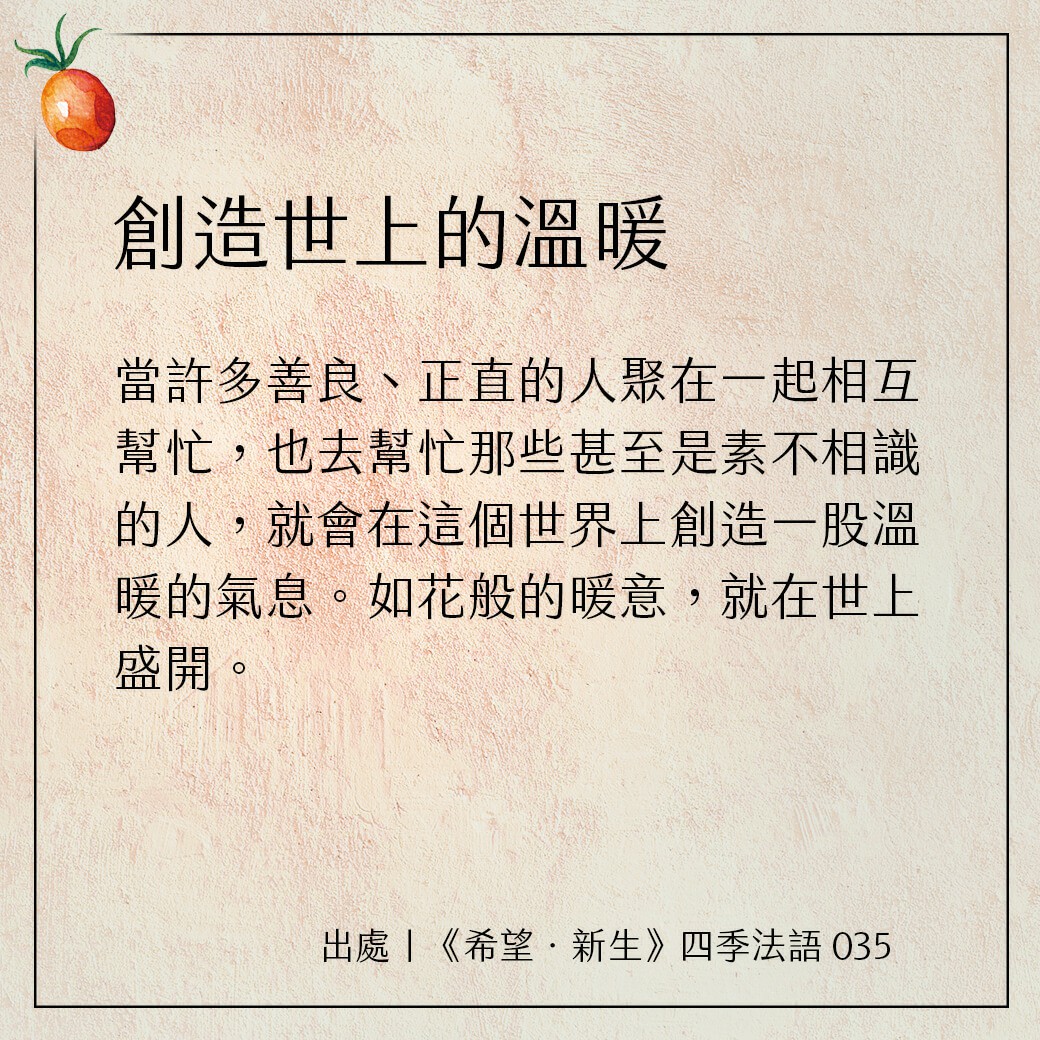 創造世上的溫暖
當許多善良、正直的人聚在一起相互
幫忙，也去幫忙那些甚至是素不相識
的人，就會在這個世界上創造一股溫
暖的氣息。如花般的暖意，就在世上
盛開。
出處｜《希望．新生》四季法語 035